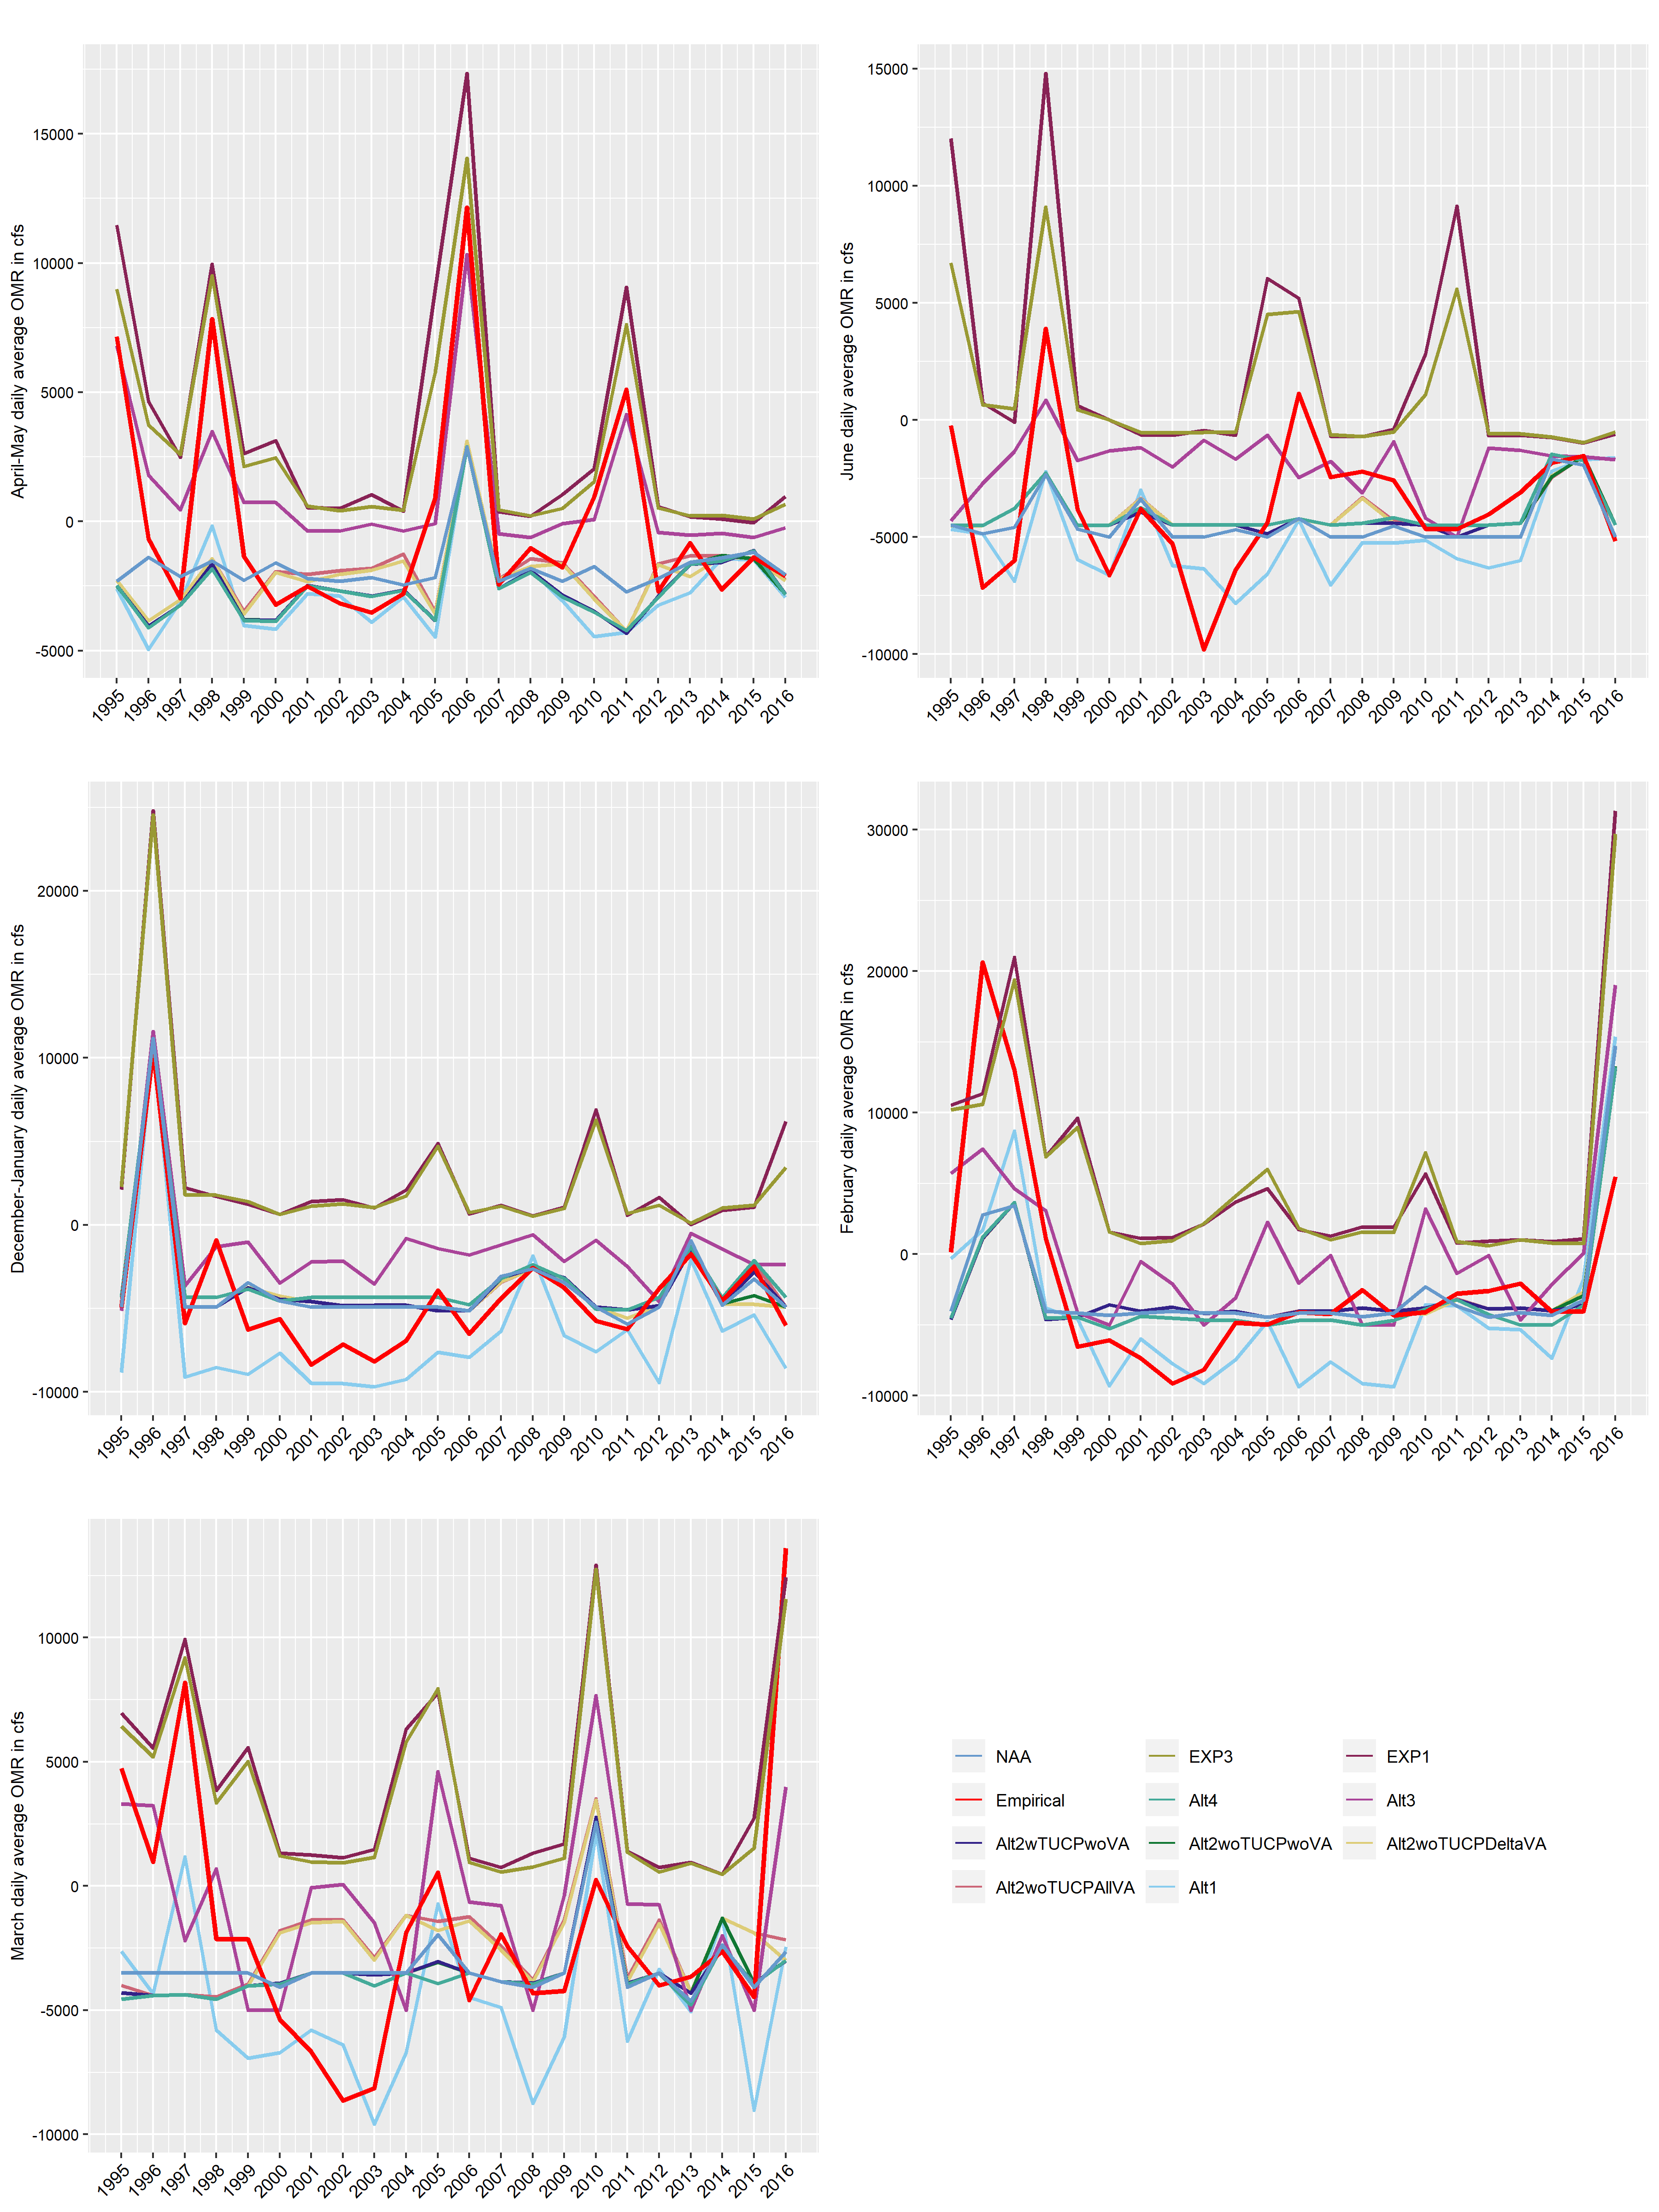 April-May daily average OMR in cfs
15000
10000
5000
0
-5000
1995 1996 1997 1998 1999 2000 2001 2002 2003 2004 2005 2006 2007 2008 2009 2010 2011 2012 2013 2014 2015 2016
June daily average OMR in cfs
15000
10000
5000
0
-5000
-10000
1995 1996 1997 1998 1999 2000 2001 2002 2003 2004 2005 2006 2007 2008 2009 2010 2011 2012 2013 2014 2015 2016
December-January daily average OMR in cfs
20000
10000
0
-10000
1995 1996 1997 1998 1999 2000 2001 2002 2003 2004 2005 2006 2007 2008 2009 2010 2011 2012 2013 2014 2015 2016
February daily average OMR in cfs
30000
20000
10000
0
-10000
1995 1996 1997 1998 1999 2000 2001 2002 2003 2004 2005 2006 2007 2008 2009 2010 2011 2012 2013 2014 2015 2016
March daily average OMR in cfs
10000
5000
0
-5000
-10000
1995 1996 1997 1998 1999 2000 2001 2002 2003 2004 2005 2006 2007 2008 2009 2010 2011 2012 2013 2014 2015 2016
NAA EXP3 EXP1
Empirical Alt4 Alt3
Alt2wTUCPwoVA Alt2woTUCPwoVA Alt2woTUCPDeltaVA
Alt2woTUCPAllVA Alt1